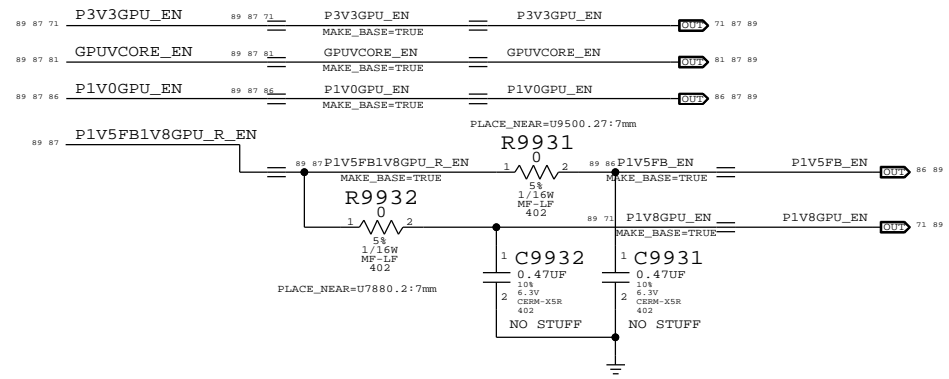 P3V3GPU_EN
89 87 71
89 87 71
P3V3GPU_EN
MAKE_BASE=TRUE
P3V3GPU_EN
OUT
71 87 89
GPUVCORE_EN
89 87 81
89 87 81
GPUVCORE_EN
MAKE_BASE=TRUE
GPUVCORE_EN
OUT
81 87 89
P1V0GPU_EN
89 87 86
89 87 86
P1V0GPU_EN
MAKE_BASE=TRUE
P1V0GPU_EN
OUT
86 87 89
P1V5FB1V8GPU_R_EN
89 87
PLACE_NEAR=U9500.27:7mm
R9931
0
1
2
5%
1/16W
MF-LF
402
89 87
P1V5FB1V8GPU_R_EN
MAKE_BASE=TRUE
89 86
P1V5FB_EN
MAKE_BASE=TRUE
P1V5FB_EN
OUT
86 89
R9932
0
1
2
5%
1/16W
MF-LF
402
PLACE_NEAR=U7880.2:7mm
89 71
P1V8GPU_EN
MAKE_BASE=TRUE
P1V8GPU_EN
OUT
71 89
1
C9932
0.47UF
10%
6.3V
CERM-X5R
402
2
NO STUFF
1
C9931
0.47UF
10%
6.3V
CERM-X5R
402
2
NO STUFF